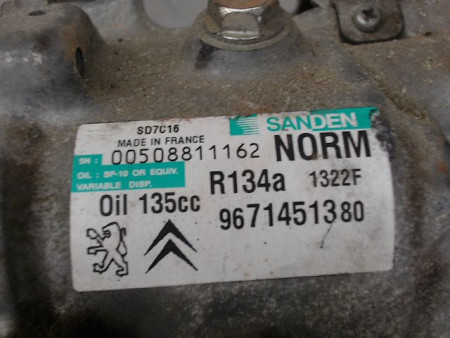 SD7C16
MADE IN FRANCE
SANDEN
SN : 00508811162 NORM
OIL : SP-10 OR EQUIV.
VARIABLE DISP.
R134a 1322F
Oil 135cc
9671451380